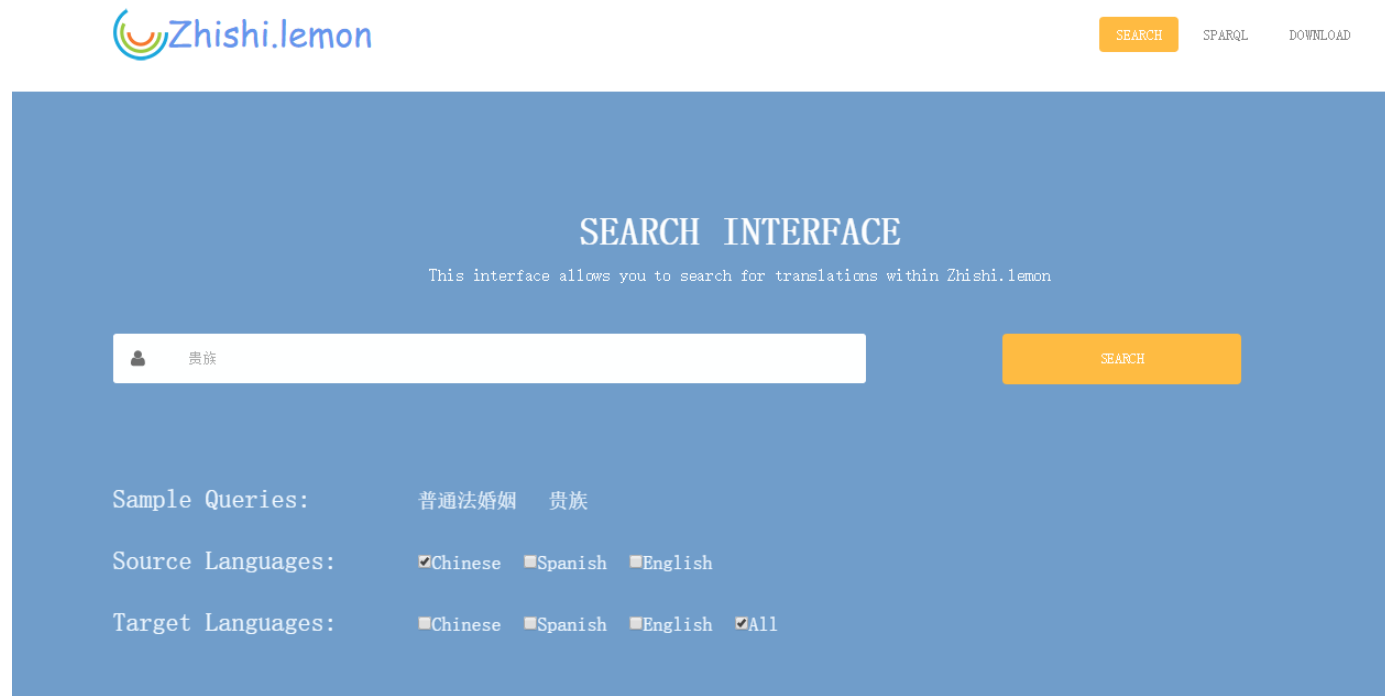 Zhishi.lemon
SEARCH SPARQL DOWNLOAD
SEARCH INTERFACE
This interface allows you to search for translations within Zhishi.lemon
贵族 SEARCH
Sample Queries: 普通法婚姻 贵族
Source Languages: Chinese Spanish English
Target Languages: Chinese Spanish English All